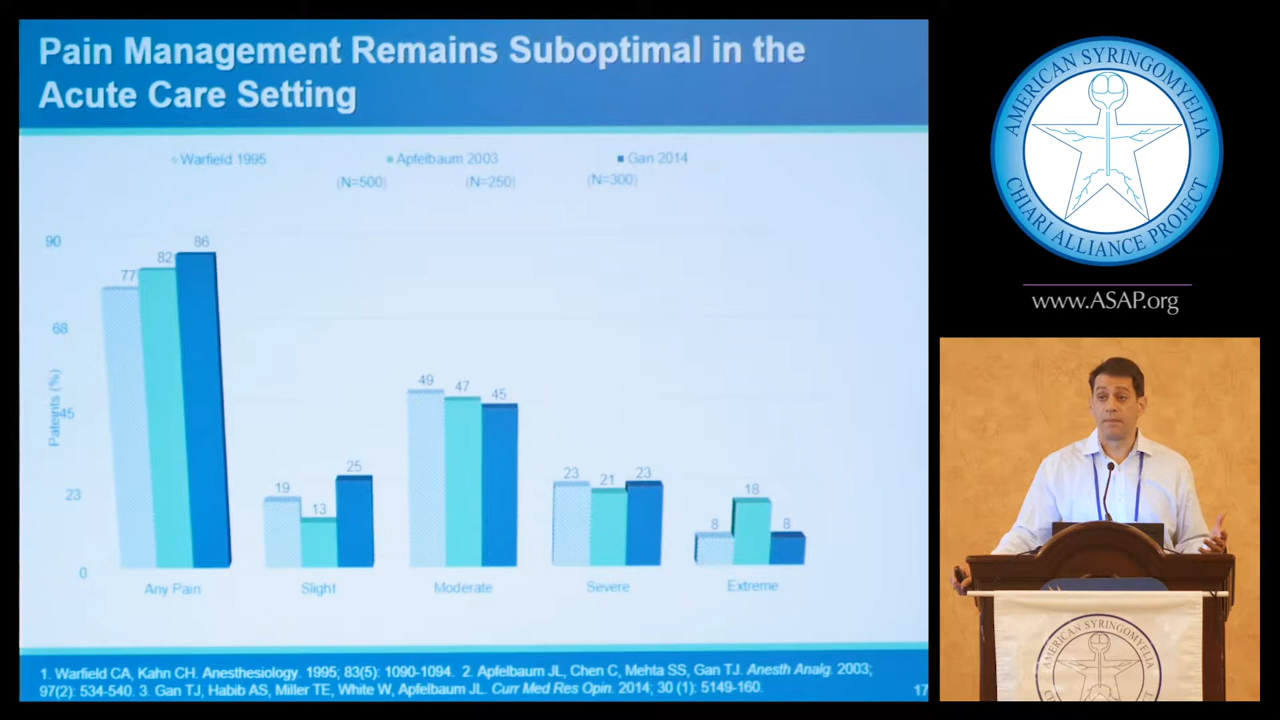 Pain Management Remains Suboptimal in the
Acute Care Setting
Warfield 1995
Apfelbaum 2003
Gan 2014
(N=500)
(N=250)
(N=300)
90
68
45
23
0
Patients (%)
77
82
86
19
13
25
49
47
45
23
21
23
8
18
8
Any Pain
Slight
Moderate
Severe
Extreme
1. Warfield CA, Kahn CH. Anesthesiology. 1995; 83(5): 1090-1094. 2. Apfelbaum JL, Chen C, Mehta SS, Gan TJ. Anesth Analg. 2003;
97(2): 534-540. 3. Gan TJ, Habib AS, Miller TE, White W, Apfelbaum JL. Curr Med Res Opin. 2014; 30 (1): 5149-160.
17
AMERICAN SYRINGOMYELIA
CHIARI ALLIANCE PROJECT
www.ASAP.org
AMERICAN SYRINGOMYELIA